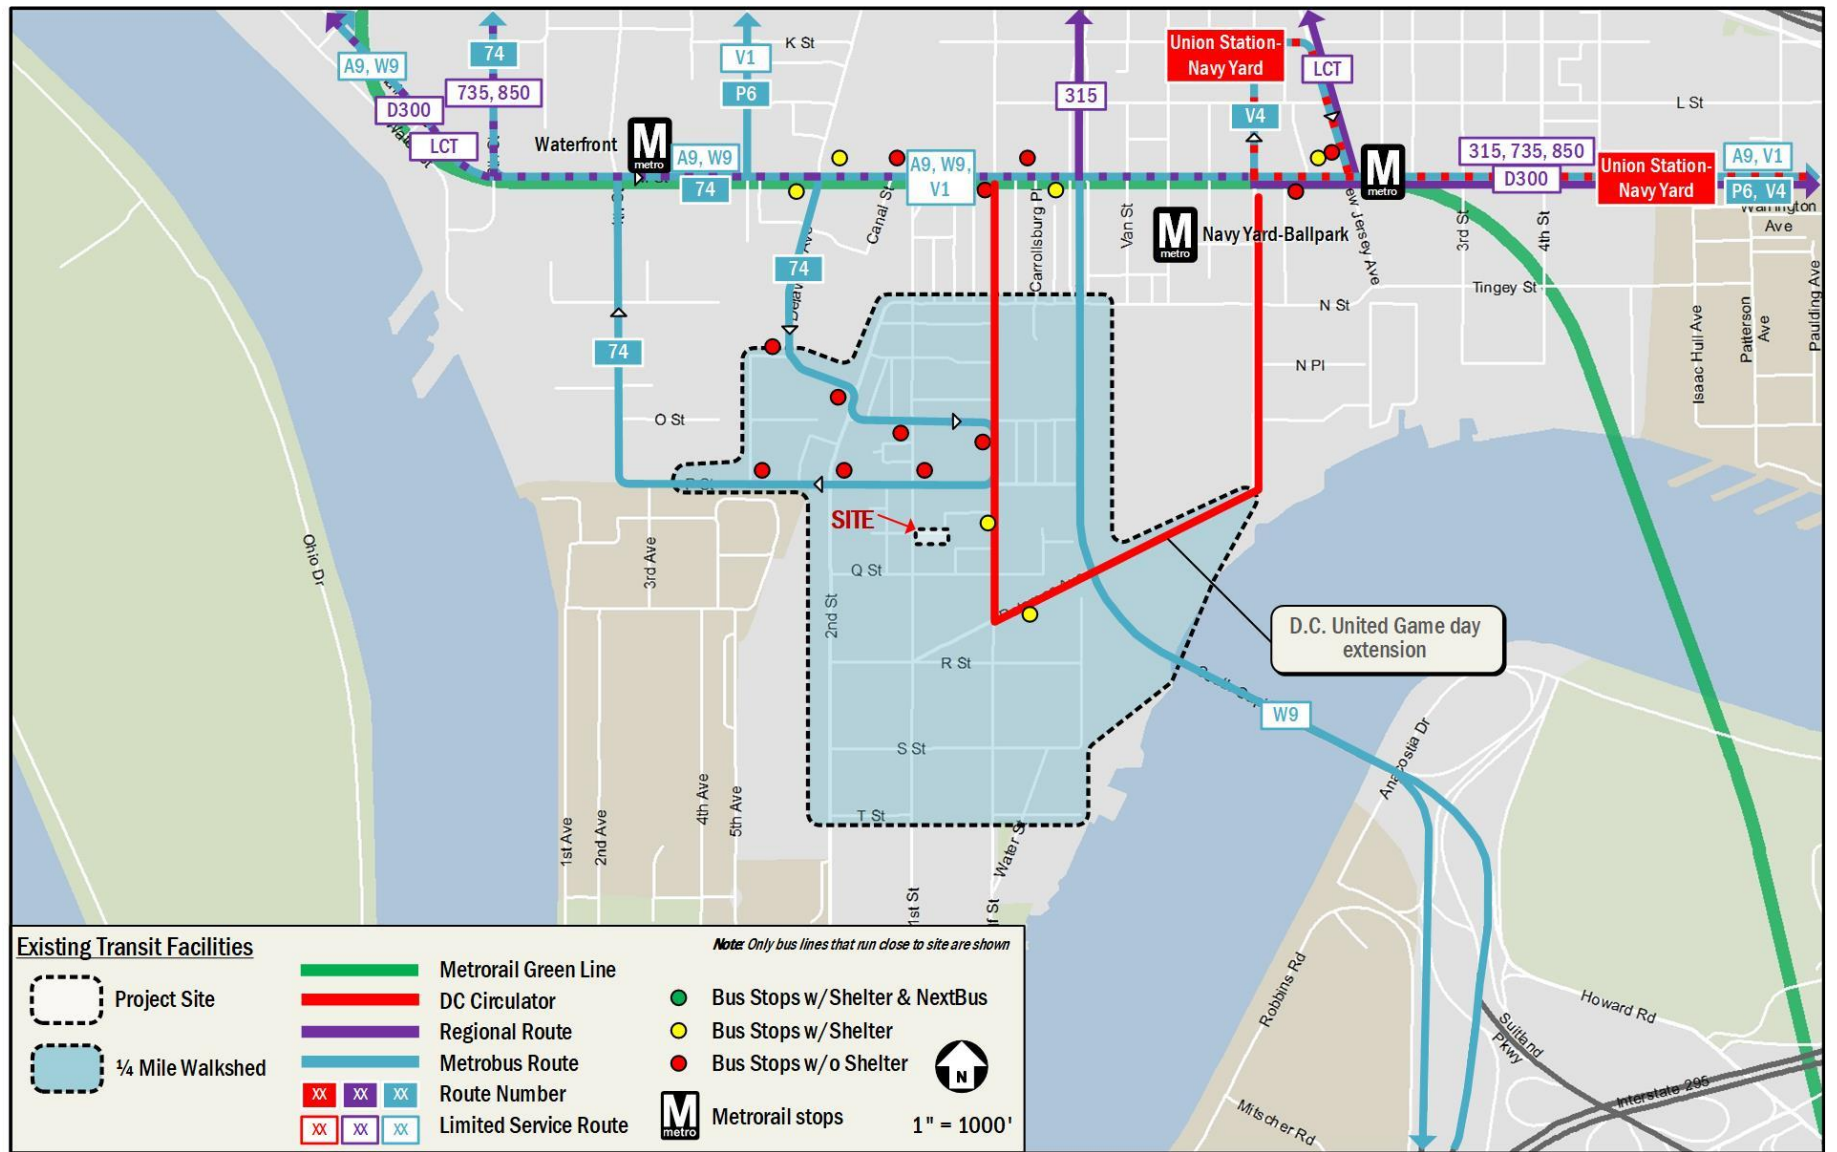 K St
Union Station-
Navy Yard
A9, W9
74
V1
LCT
735, 850
P6
315
D300
V4
L St
LCT
Waterfront
M
metro
A9, W9
74
A9, W9,
V1
M
metro
315, 735, 850
D300
Union Station-
Navy Yard
A9, V1
P6, V4
Canal St
Carrollsburg Pl
Van St
M
metro
Navy Yard-Ballpark
3rd St
4th St
Ave
74
Tingey St
N St
Isaac Hull Ave
Patterson
Ave
Paulding Ave
74
N Pl
O St
P St
SITE
Ohio Dr
3rd Ave
Q St
2nd St
R St
D.C. United Game day
extension
W9
S St
Anacostia Dr
T St
1st Ave
2nd Ave
4th Ave
5th Ave
Water St
1st St
Robbins Rd
Howard Rd
Suitland
Pkwy
Interstate 295
Mitscher Rd
Existing Transit Facilities
Note: Only bus lines that run close to site are shown
Project Site
¼ Mile Walkshed
Metrorail Green Line
DC Circulator
Regional Route
Metrobus Route
XX XX XX Route Number
XX XX XX Limited Service Route
Bus Stops w/Shelter & NextBus
Bus Stops w/Shelter
Bus Stops w/o Shelter
N
M
metro
Metrorail stops
1" = 1000'